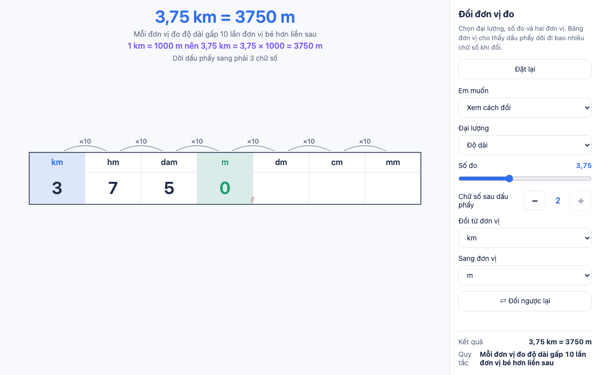 3,75 km = 3750 m
Mỗi đơn vị đo độ dài gấp 10 lần đơn vị bé hơn liền sau
1 km = 1000 m nên 3,75 km = 3,75 × 1000 = 3750 m
Dời dấu phẩy sang phải 3 chữ số
×10 ×10 ×10 ×10 ×10 ×10
km hm dam m dm cm mm
3 7 5 0 ,
Đổi đơn vị đo
Chọn đại lượng, số đo và hai đơn vị. Bảng
đơn vị cho thấy dấu phẩy dời đi bao nhiêu
chữ số khi đổi.
Đặt lại
Em muốn
Xem cách đổi
Đại lượng
Độ dài
Số đo 3,75
Chữ số sau dấu
phẩy
− 2 +
Đổi từ đơn vị
km
Sang đơn vị
m
⇄ Đổi ngược lại
Kết quả 3,75 km = 3750 m
Quy tắc Mỗi đơn vị đo độ dài gấp 10 lần
đơn vị bé hơn liền sau